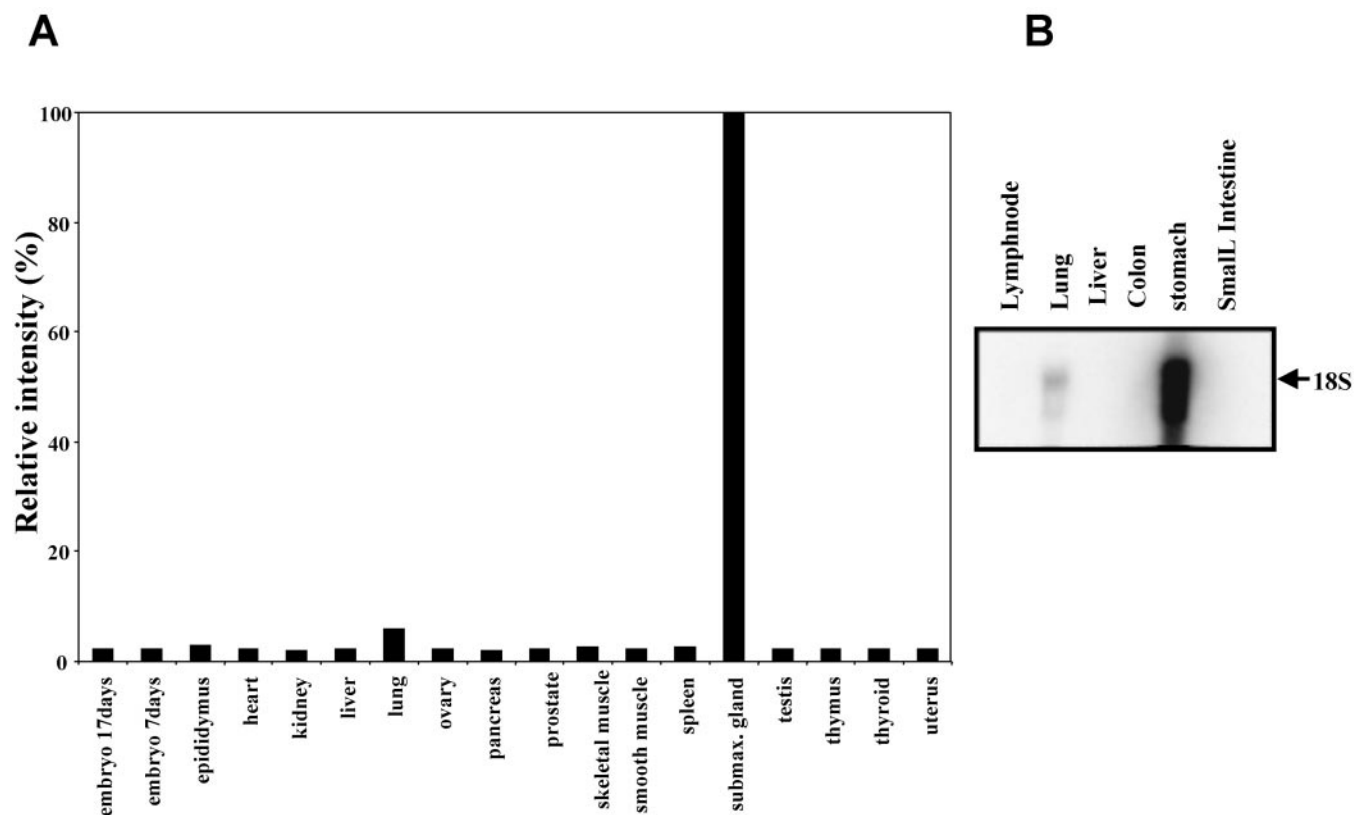 A
B
Relative intensity (%)
100
80
60
40
20
0
embryo 17days
embryo 7days
epididymus
heart
kidney
liver
lung
ovary
pancreas
prostate
skeletal muscle
smooth muscle
spleen
submax. gland
testis
thymus
thyroid
uterus
Lymphnode
Lung
Liver
Colon
stomach
SmalL Intestine
18S